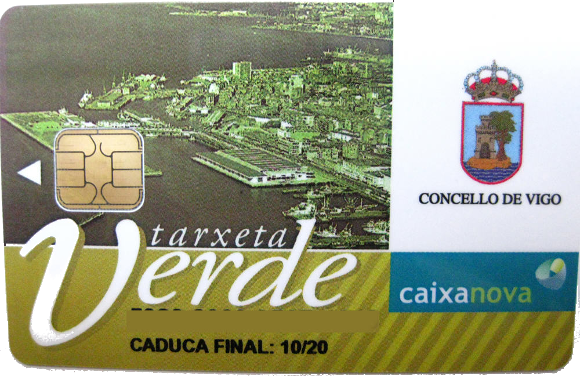 CONCELLO DE VIGO
tarxeta
Verde
caixanova
CADUCA FINAL: 10/20